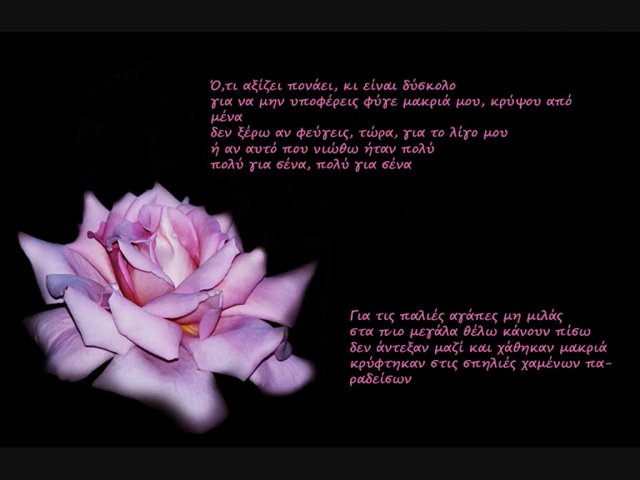 Ό,τι αξίζει πονάει, κι είναι δύσκολο
για να μην υποφέρεις φύγε μακριά μου, κρύψου από
μένα
δεν ξέρω αν φεύγεις, τώρα, για το λίγο μου
ή αν αυτό που νιώθω ήταν πολύ
πολύ για σένα, πολύ για σένα
Για τις παλιές αγάπες μη μιλάς
στα πιο μεγάλα θέλω κάνουν πίσω
δεν άντεξαν μαζί και χάθηκαν μακριά
κρύφτηκαν στις σπηλιές χαμένων πα-
ραδείσων